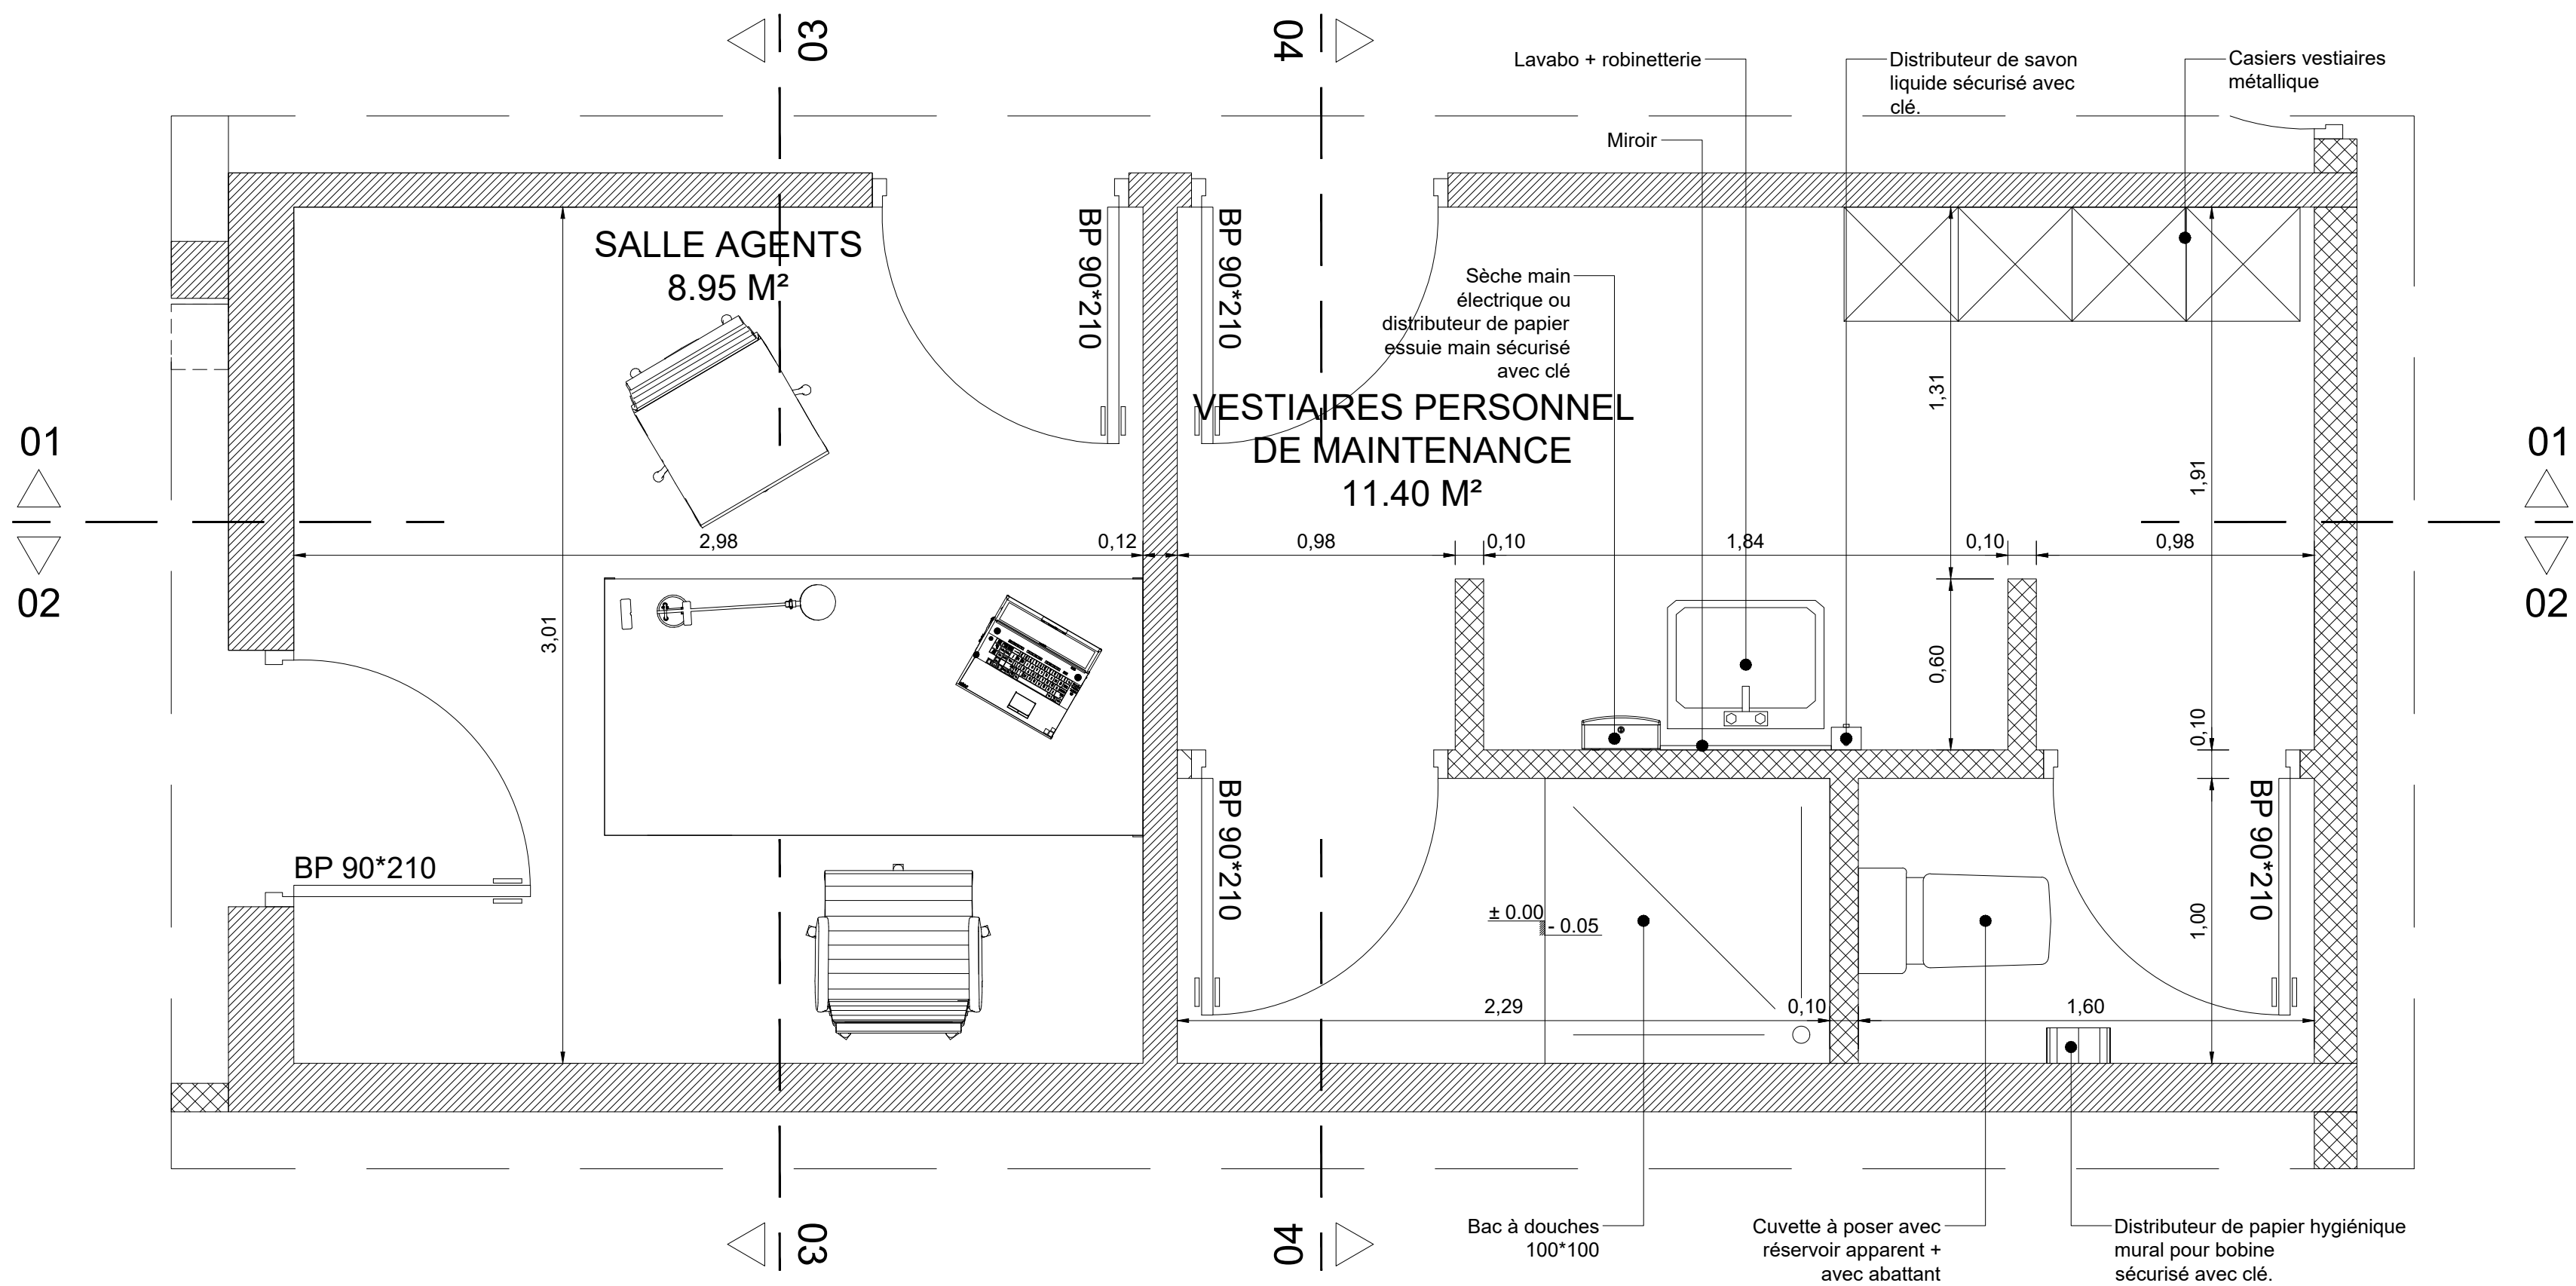 03
04
Lavabo + robinetterie
Distributeur de savon
liquide sécurisé avec
clé.
Casiers vestiaires
métallique
Miroir
SALLE AGENTS
8.95 M²
BP 90*210
BP 90*210
Sèche main
électrique ou
distributeur de papier
essuie main sécurisé
avec clé
VESTIAIRES PERSONNEL
DE MAINTENANCE
11.40 M²
1,31
1,91
01
02
01
02
2,98
0,12
0,98
0,10
1,84
0,10
0,98
3,01
0,60
0,10
BP 90*210
BP 90*210
BP 90*210
± 0.00
- 0.05
1,00
2,29
0,10
1,60
03
04
Bac à douches
100*100
Cuvette à poser avec
réservoir apparent +
avec abattant
Distributeur de papier hygiénique
mural pour bobine
sécurisé avec clé.